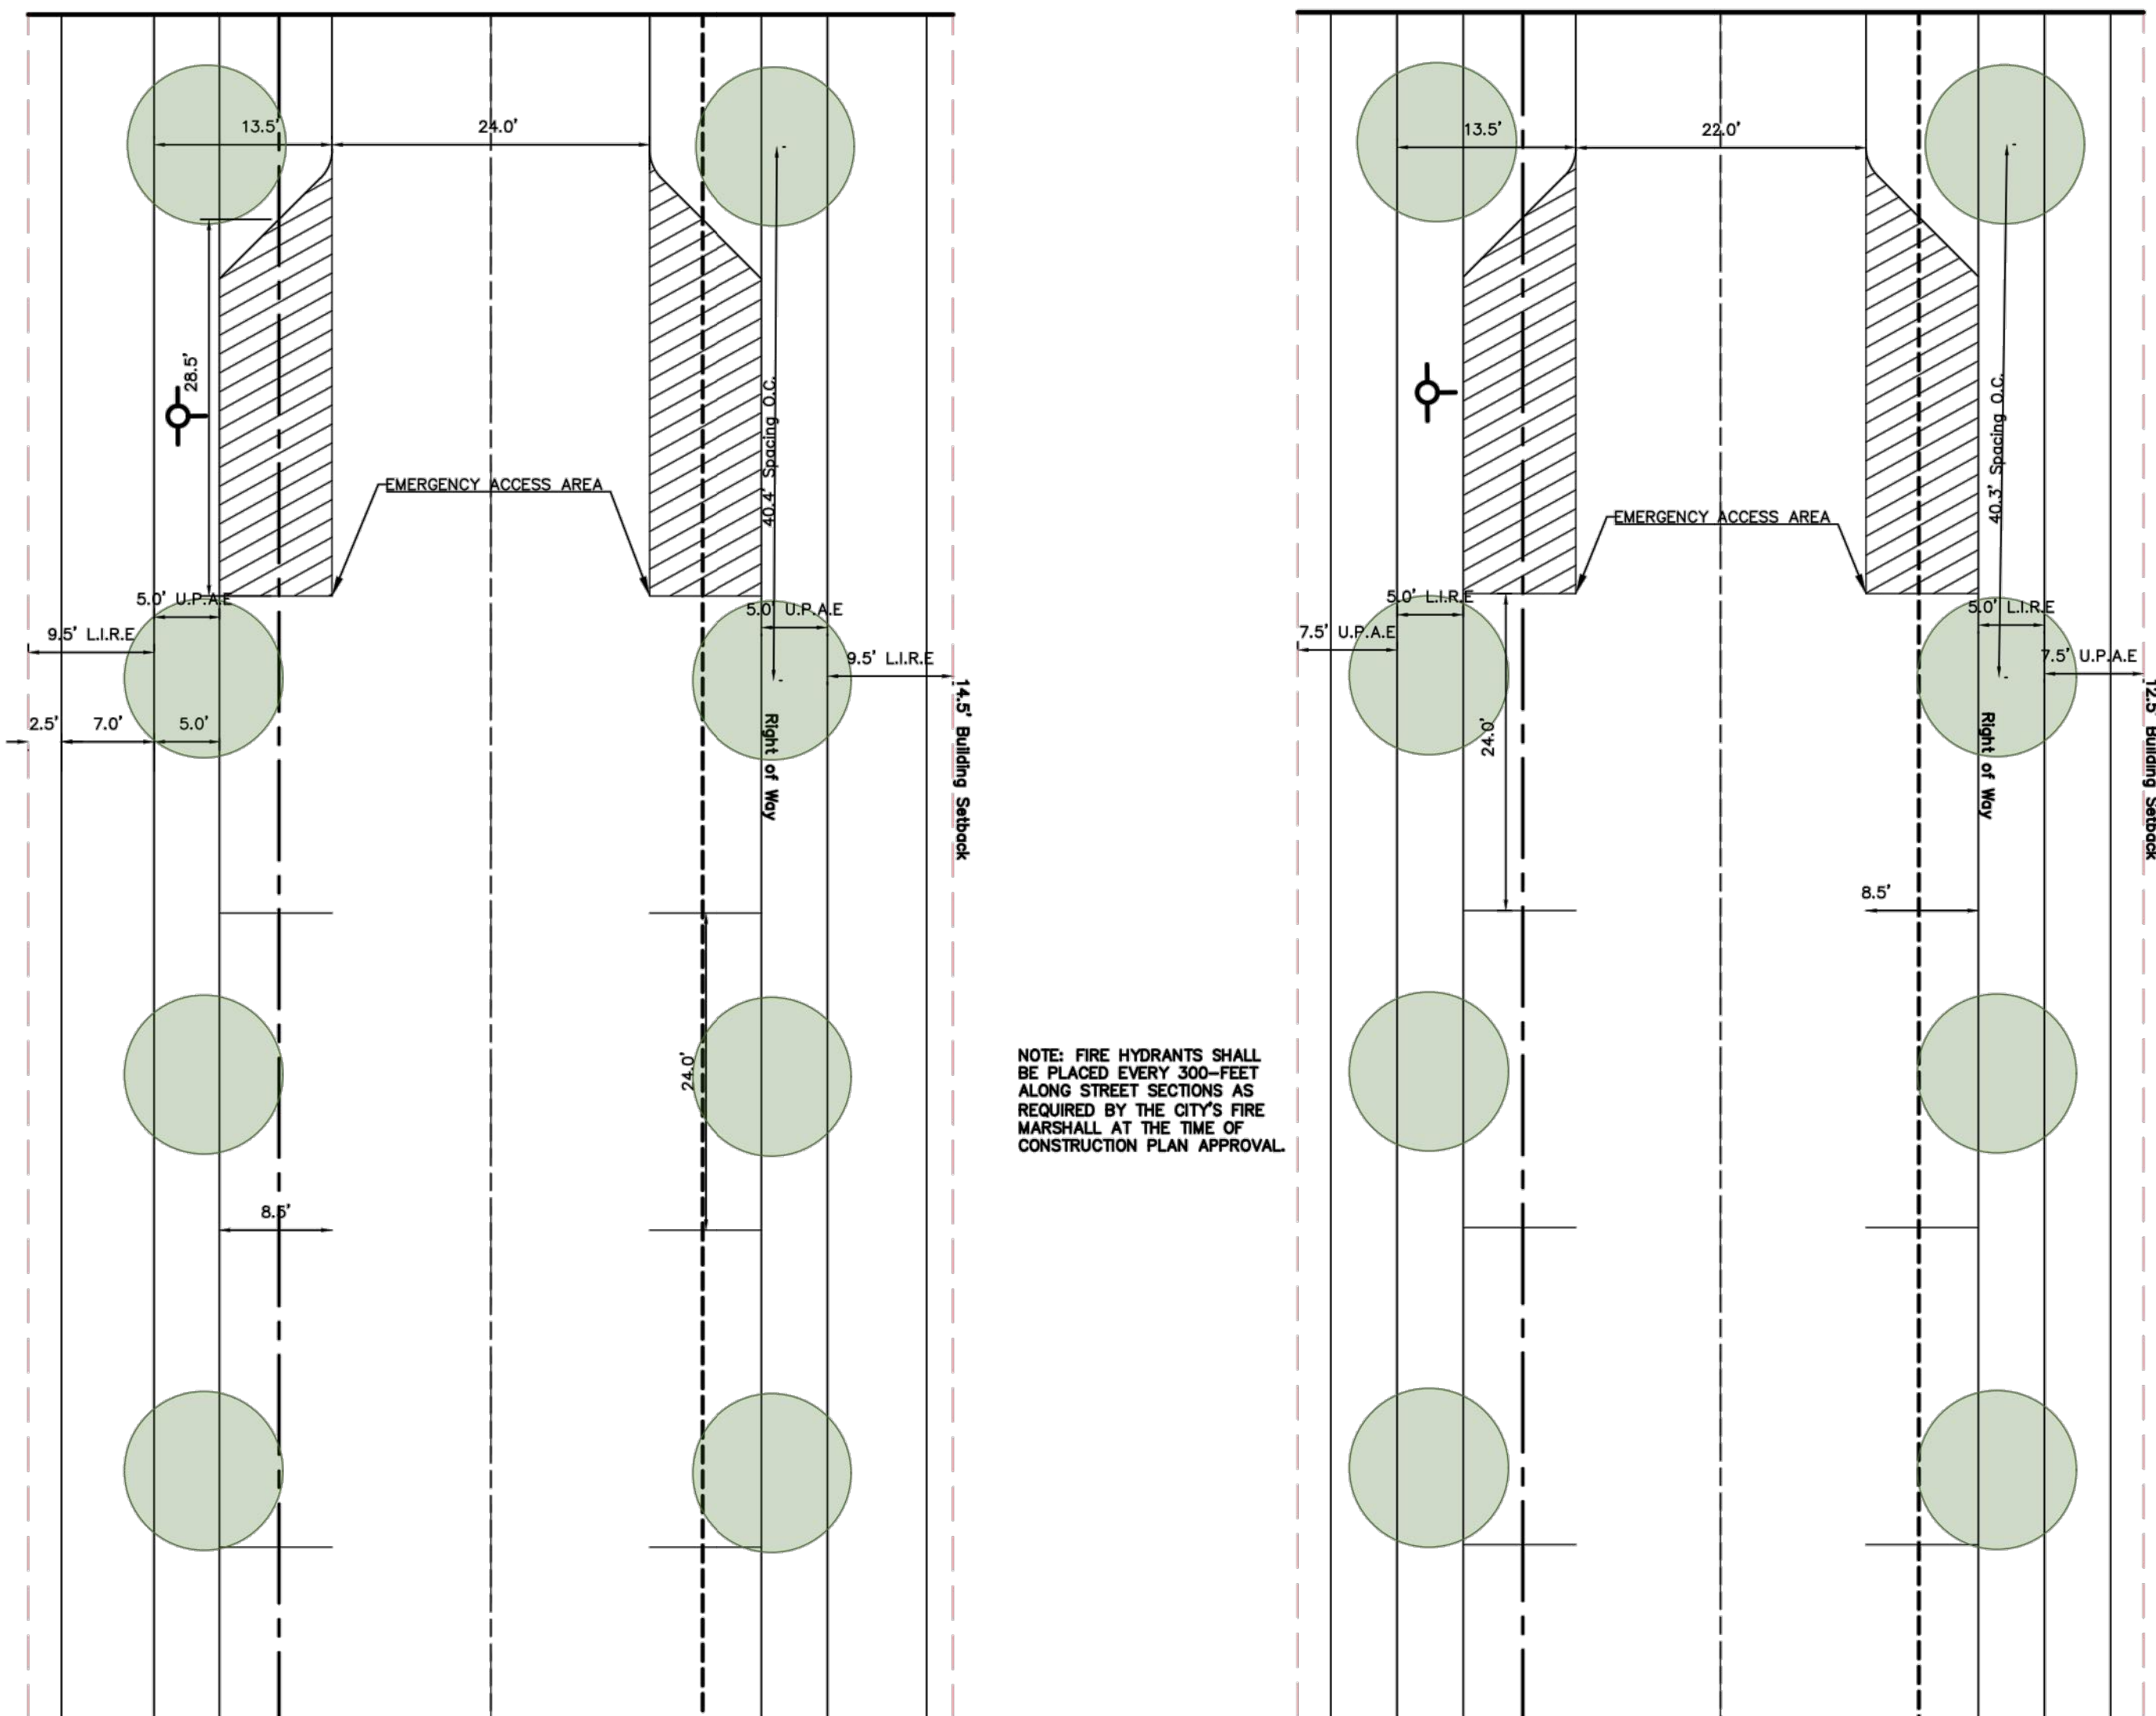 13.5'
24.0'
28.5'
40.4' Spacing O.C.
EMERGENCY ACCESS AREA
5.0' U.P.A.E
9.5' L.I.R.E
5.0' U.P.A.E
9.5' L.I.R.E
2.5'
7.0'
5.0'
Right of Way
14.5' Building Setback
24.0'
8.5'
NOTE: FIRE HYDRANTS SHALL
BE PLACED EVERY 300-FEET
ALONG STREET SECTIONS AS
REQUIRED BY THE CITY'S FIRE
MARSHALL AT THE TIME OF
CONSTRUCTION PLAN APPROVAL.
13.5'
22.0'
40.3' Spacing O.C.
EMERGENCY ACCESS AREA
5.0' L.I.R.E
7.5' U.P.A.E
5.0' L.I.R.E
7.5' U.P.A.E
24.0'
Right of Way
12.5' Building Setback
8.5'